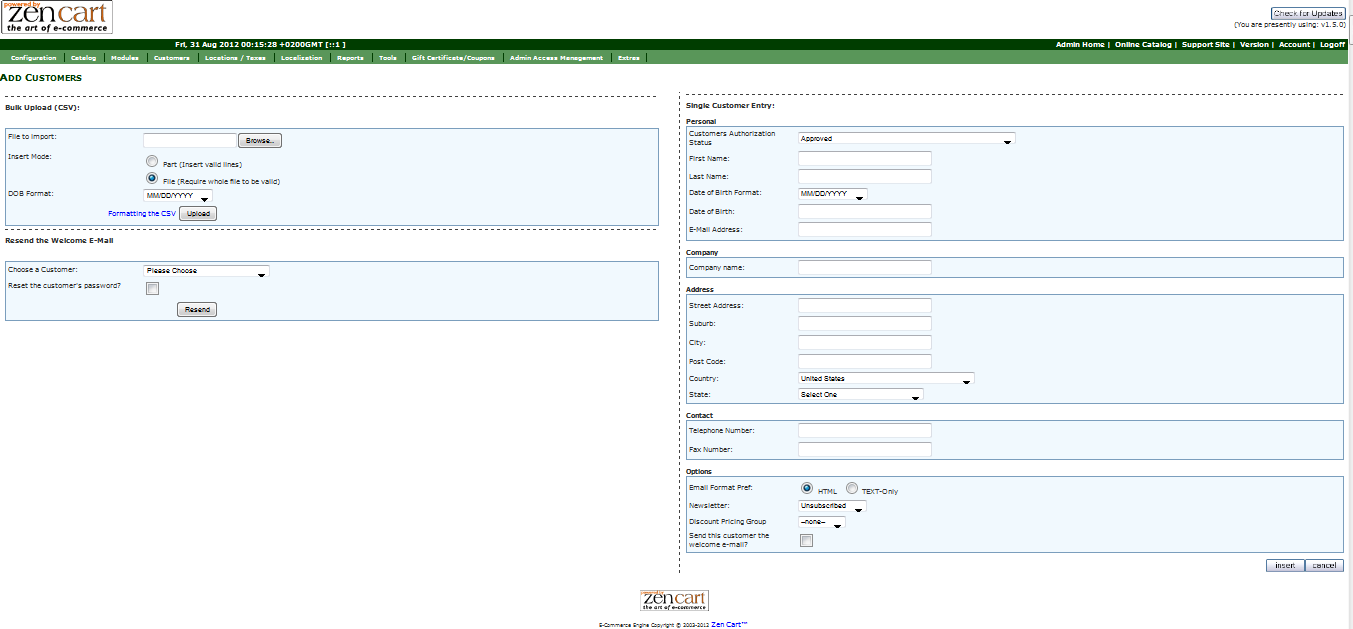 powered by
zen cart
the art of e-commerce
Check for Updates
(You are presently using: v1.5.0)
Fri, 31 Aug 2012 00:15:28 +0200GMT [::1 ]
Admin Home | Online Catalog | Support Site | Version | Account | Logoff
Configuration | Catalog | Modules | Customers | Locations / Taxes | Localization | Reports | Tools | Gift Certificate/Coupons | Admin Access Management | Extras |
ADD CUSTOMERS
Bulk Upload (CSV):
File to Import:
Browse...
Insert Mode:
Part (Insert valid lines)
File (Require whole file to be valid)
DOB Format:
MM/DD/YYYY
Formatting the CSV
Upload
Resend the Welcome E-Mail
Choose a Customer:
Please Choose
Reset the customer's password?
Resend
Single Customer Entry:
Personal
Customers Authorization
Status
Approved
First Name:
Last Name:
Date of Birth Format:
MM/DD/YYYY
Date of Birth:
E-Mail Address:
Company
Company name:
Address
Street Address:
Suburb:
City:
Post Code:
Country:
United States
State:
Select One
Contact
Telephone Number:
Fax Number:
Options
Email Format Pref:
HTML
TEXT-Only
Newsletter:
Unsubscribed
Discount Pricing Group
--none--
Send this customer the
welcome e-mail?
insert
cancel
zen cart
the art of e-commerce
E-Commerce Engine Copyright © 2003-2012 Zen Cart™